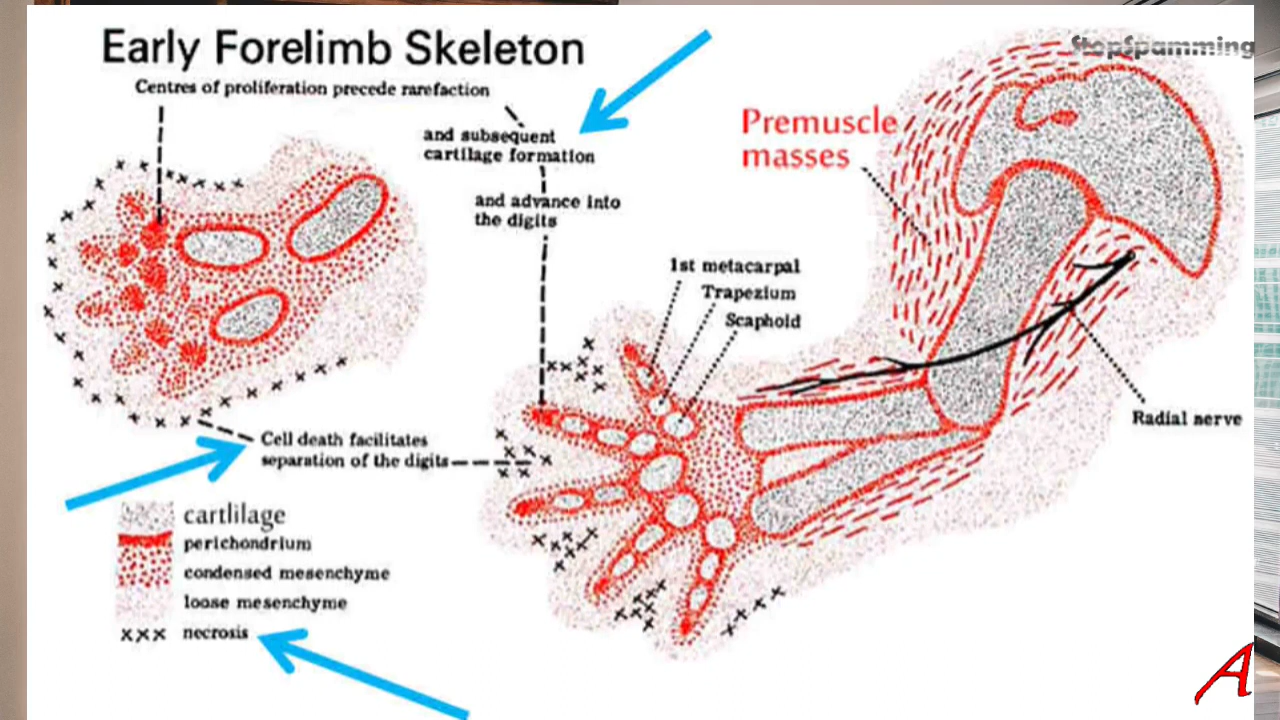 Early Forelimb Skeleton
StopSpamming
Centres of proliferation precede rarefaction
and subsequent
cartilage formation
Premuscle
masses
and advance into
the digits
1st metacarpal
Trapezium
Scaphoid
Radial nerve
Cell death facilitates
separation of the digits
cartlilage
perichondrium
condensed mesenchyme
loose mesenchyme
xxx necrosis
A